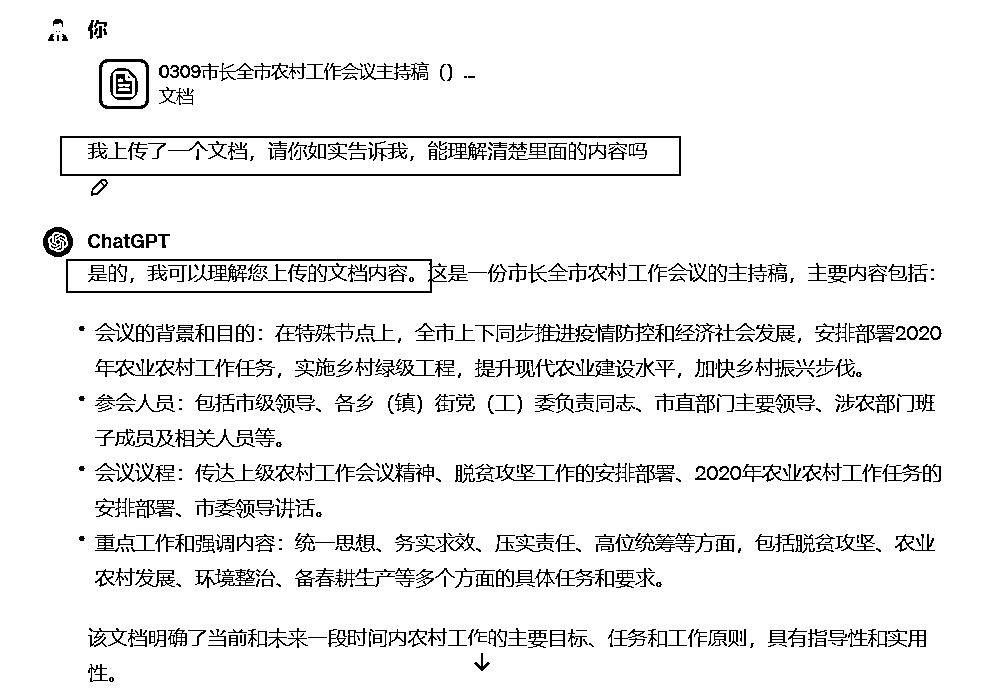 你
0309市长全市农村工作会议主持稿（）...
文档
我上传了一个文档，请你如实告诉我，能理解清楚里面的内容吗
ChatGPT
是的，我可以理解您上传的文档内容。这是一份市长全市农村工作会议的主持稿，主要内容包括：
• 会议的背景和目的：在特殊节点上，全市上下同步推进疫情防控和经济社会发展，安排部署2020
年农业农村工作任务，实施乡村绿级工程，提升现代农业建设水平，加快乡村振兴步伐。
• 参会人员：包括市级领导、各乡（镇）街党（工）委负责同志、市直部门主要领导、涉农部门班
子成员及相关人员等。
• 会议议程：传达上级农村工作会议精神、脱贫攻坚工作的安排部署、2020年农业农村工作任务的
安排部署、市委领导讲话。
• 重点工作和强调内容：统一思想、务实求效、压实责任、高位统筹等方面，包括脱贫攻坚、农业
农村发展、环境整治、备春耕生产等多个方面的具体任务和要求。
该文档明确了当前和未来一段时间内农村工作的主要目标、任务和工作原则，具有指导性和实用
性。